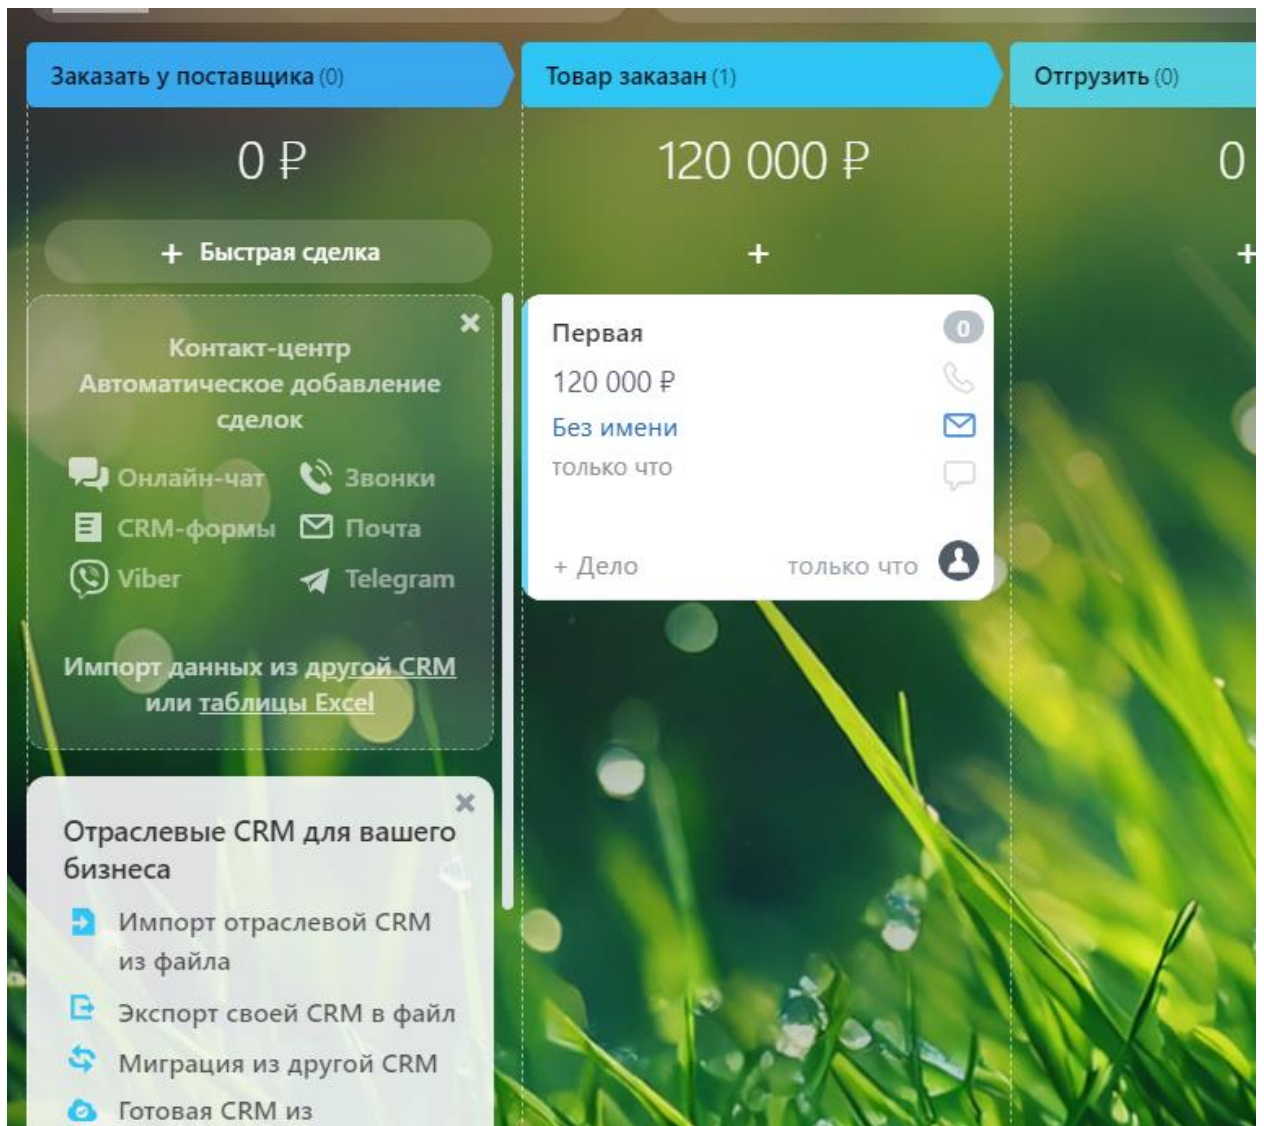 Заказать у поставщика (0)
Товар заказан (1)
Отгрузить (0)
0 ₽
120 000 ₽
0
+ Быстрая сделка
+
+
Контакт-центр
Автоматическое добавление
сделок
Онлайн-чат
Звонки
CRM-формы
Почта
Viber
Telegram
Импорт данных из другой CRM
или таблицы Excel
Первая
0
120 000 ₽
Без имени
только что
+ Дело
только что
Отраслевые CRM для вашего
бизнеса
Импорт отраслевой CRM
из файла
Экспорт своей CRM в файл
Миграция из другой CRM
Готовая CRM из